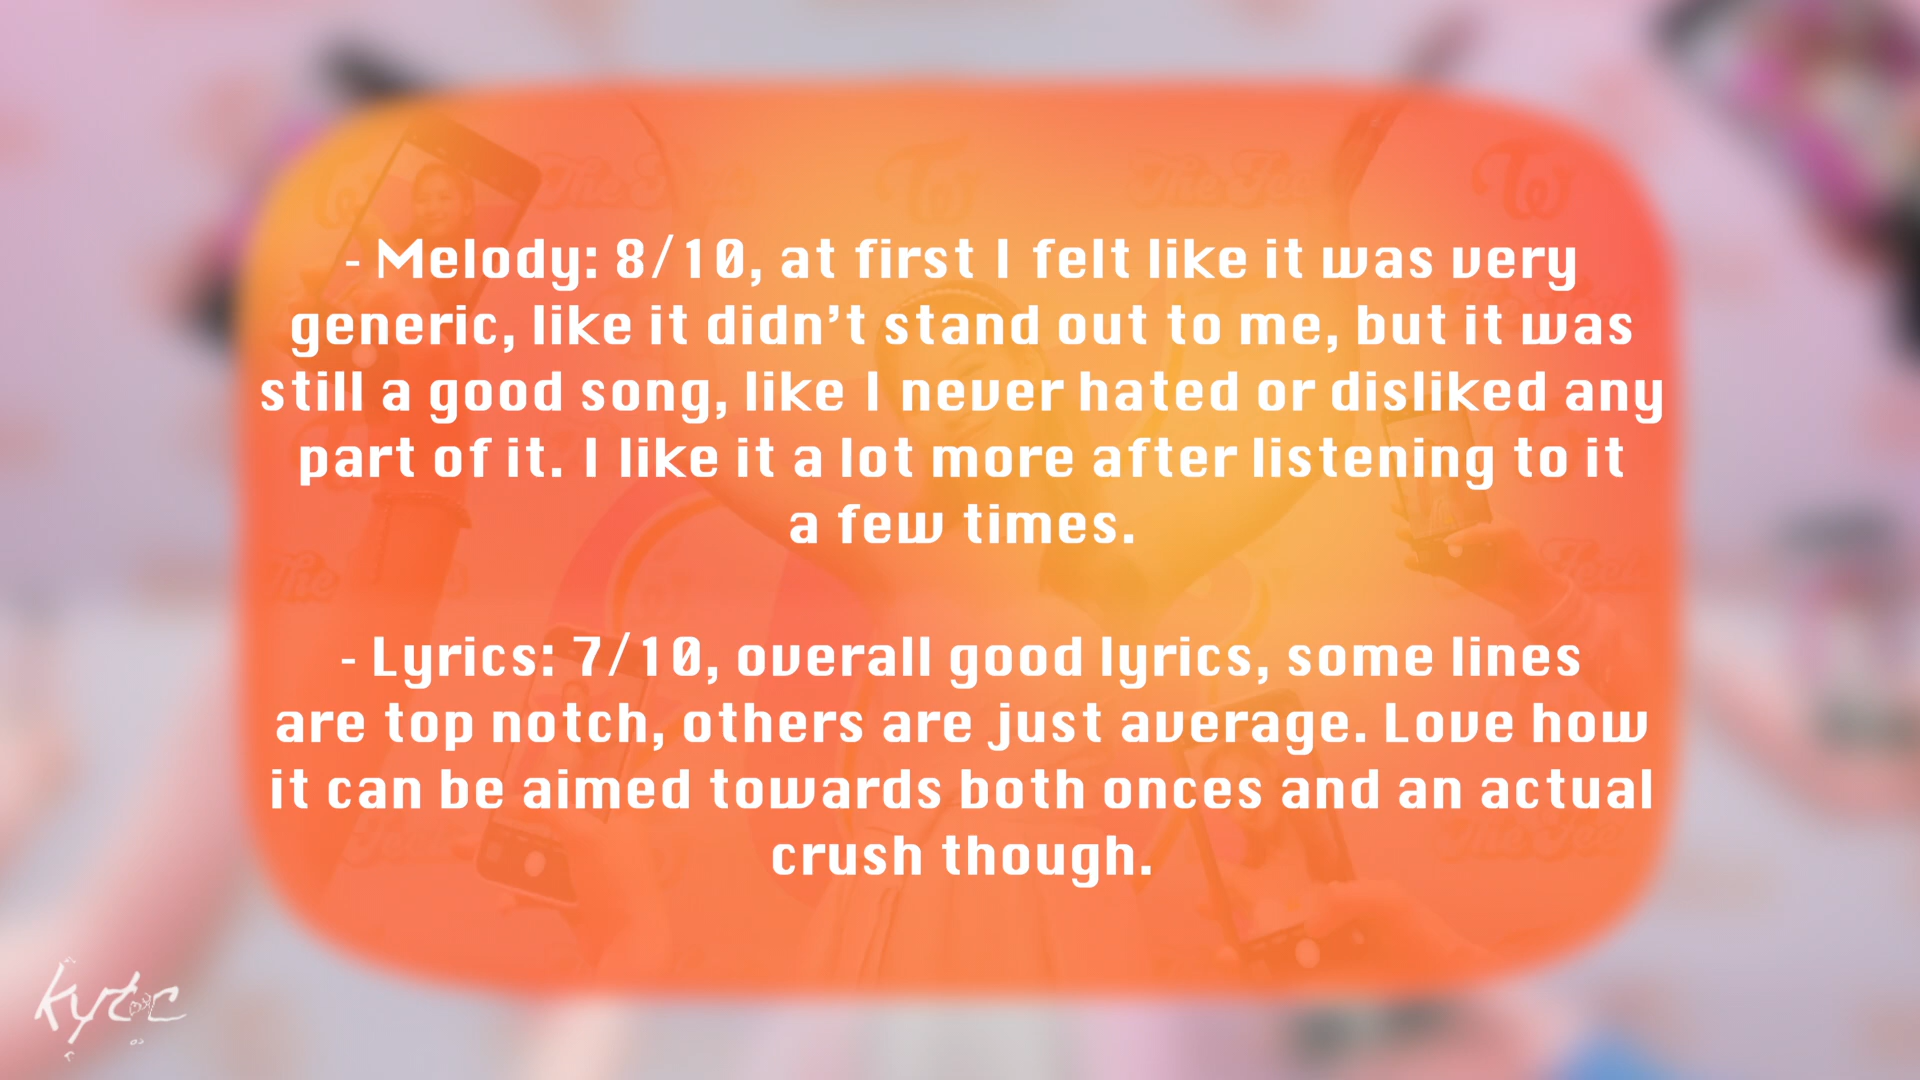 - Melody: 8/10, at first I felt like it was very
generic, like it didn't stand out to me, but it was
still a good song, like I never hated or disliked any
part of it. I like it a lot more after listening to it
a few times.
- Lyrics: 7/10, overall good lyrics, some lines
are top notch, others are just average. Love how
it can be aimed towards both onces and an actual
crush though.